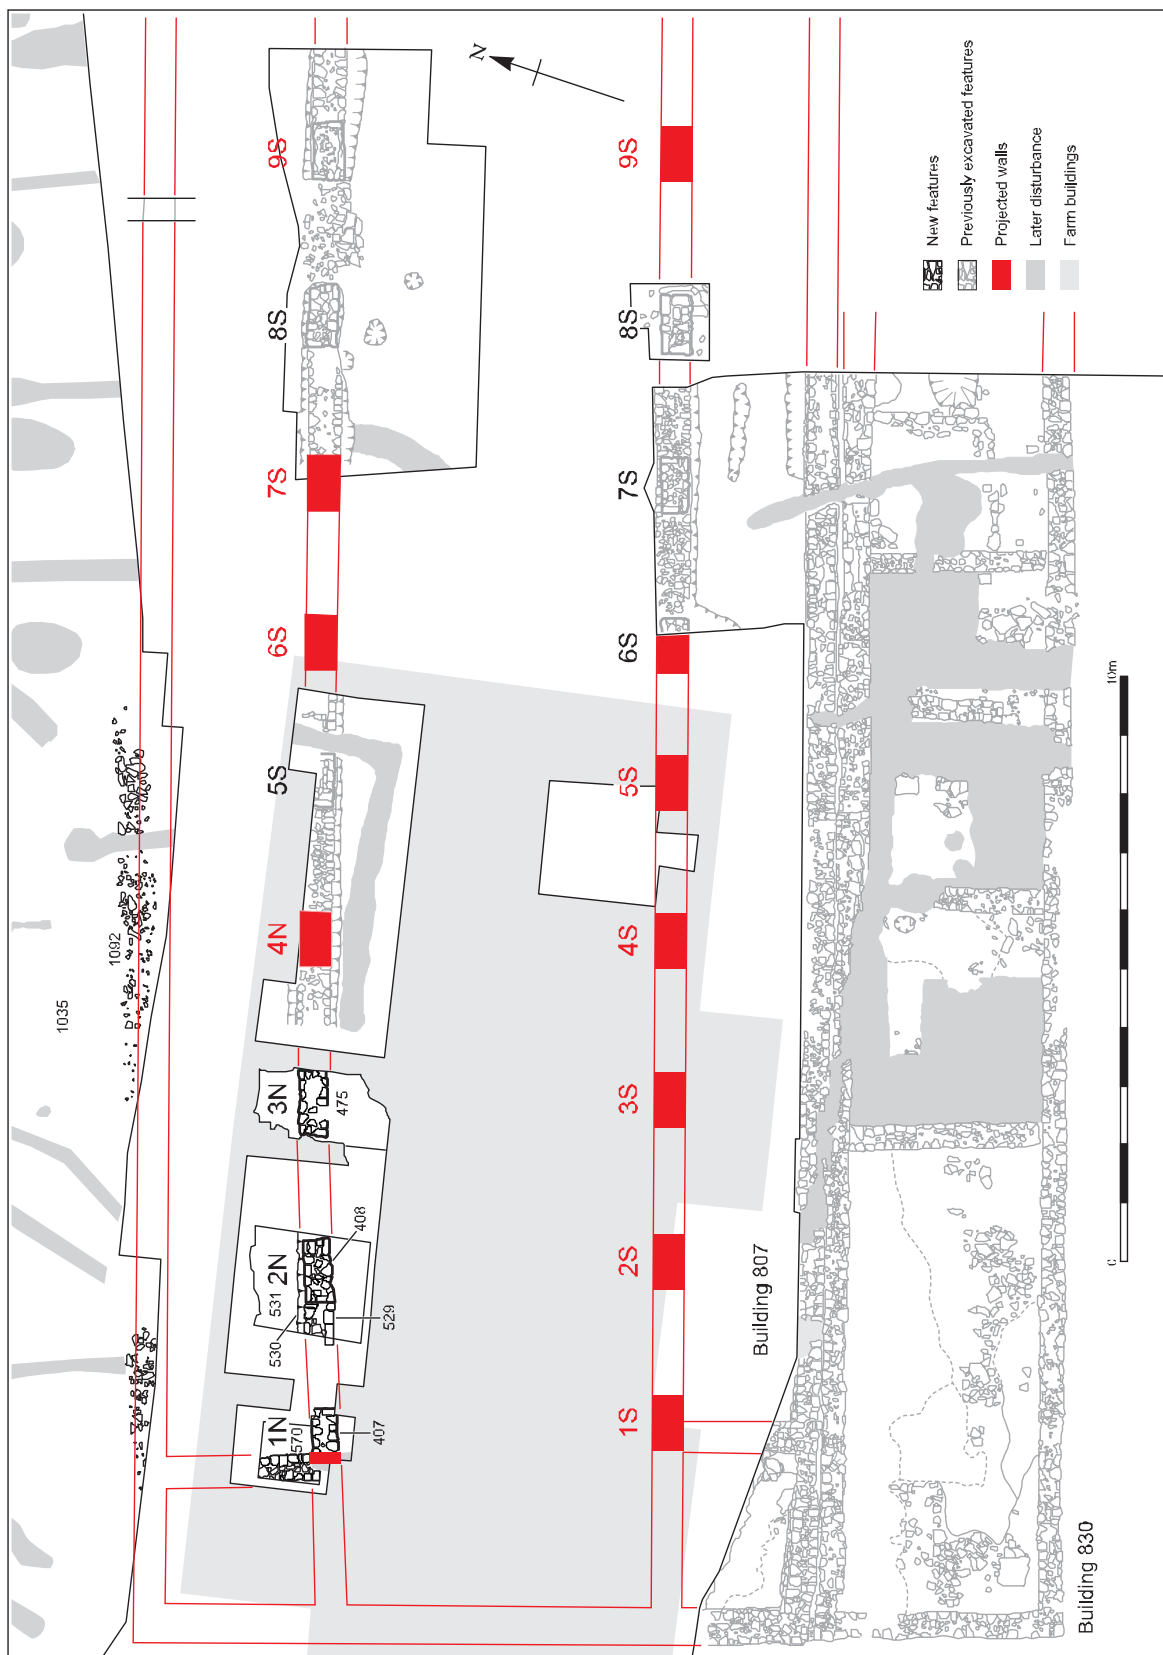 N
9S
8S
7S
6S
5S
4N
3N
475
2N
531
530
408
529
1N
570
407
1035
1092
9S
8S
7S
6S
5S
4S
3S
2S
1S
Building 807
Building 830
New features
Previously excavated features
Projected walls
Later disturbance
Farm buildings
0
10m